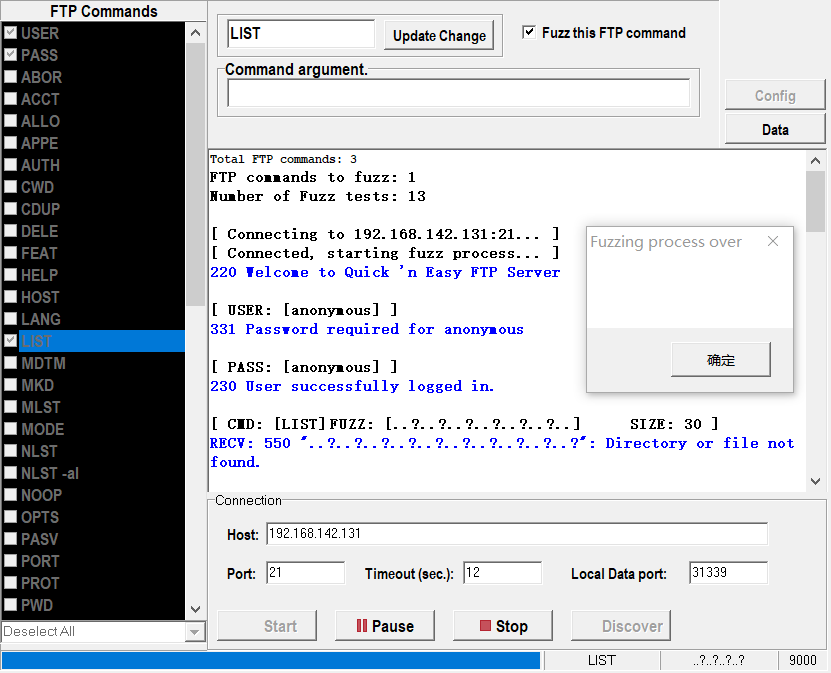 FTP Commands
USER
PASS
ABOR
ACCT
ALLO
APPE
AUTH
CWD
CDUP
DELE
FEAT
HELP
HOST
LANG
LIST
MDTM
MKD
MLST
MODE
NLST
NLST -al
NOOP
OPTS
PASV
PORT
PROT
PWD
Deselect All
LIST
Update Change
Fuzz this FTP command
Command argument.
Config
Data
Total FTP commands: 3
FTP commands to fuzz: 1
Number of Fuzz tests: 13
[ Connecting to 192.168.142.131:21... ]
[ Connected, starting fuzz process... ]
220 Welcome to Quick 'n Easy FTP Server
[ USER: [anonymous] ]
331 Password required for anonymous
[ PASS: [anonymous] ]
230 User successfully logged in.
[ CMD: [LIST] FUZZ: [..?..?..?..?..?..?..] SIZE: 30 ]
RECV: 550 "..?..?..?..?..?..?..?..?..?..?": Directory or file not
found.
Fuzzing process over
确定
Connection
Host: 192.168.142.131
Port: 21 Timeout (sec.): 12 Local Data port: 31339
Start Pause Stop Discover
LIST ..?..?..?..? 9000